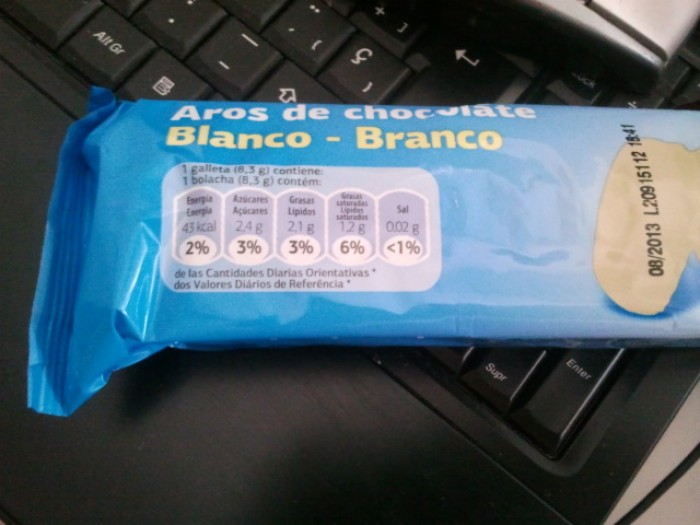 Alt Gr
Ç
Aros de chocolate
Blanco - Branco
1 galleta (8,3 g) contiene:
1 bolacha (8,3 g) contém:
Energía
Energia
43 kcal
2%
Azúcares
Açúcares
2,4 g
3%
Grasas
Lípidos
2,1 g
3%
Grasas
saturadas
Lípidos
saturados
1,2 g
6%
Sal
0,02 g
<1%
de las Cantidades Diarias Orientativas *
dos Valores Diários de Referência *
08/2013 L20915112 18:41
Supr
Enter